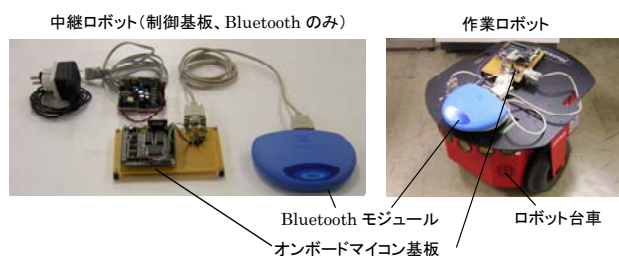 中継ロボット（制御基板、Bluetooth のみ）
作業ロボット
Bluetooth モジュール
ロボット台車
オンボードマイコン基板